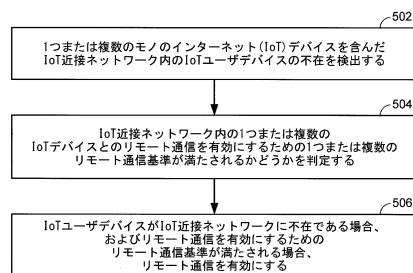 502
1つまたは複数のモノのインターネット(IoT)デバイスを含んだ
IoT近接ネットワーク内のIoTユーザデバイスの不在を検出する
504
IoT近接ネットワーク内の1つまたは複数の
IoTデバイスとのリモート通信を有効にするための1つまたは複数の
リモート通信基準が満たされるかどうかを判定する
506
IoTユーザデバイスがIoT近接ネットワークに不在である場合、
およびリモート通信を有効にするための
リモート通信基準が満たされる場合、
リモート通信を有効にする